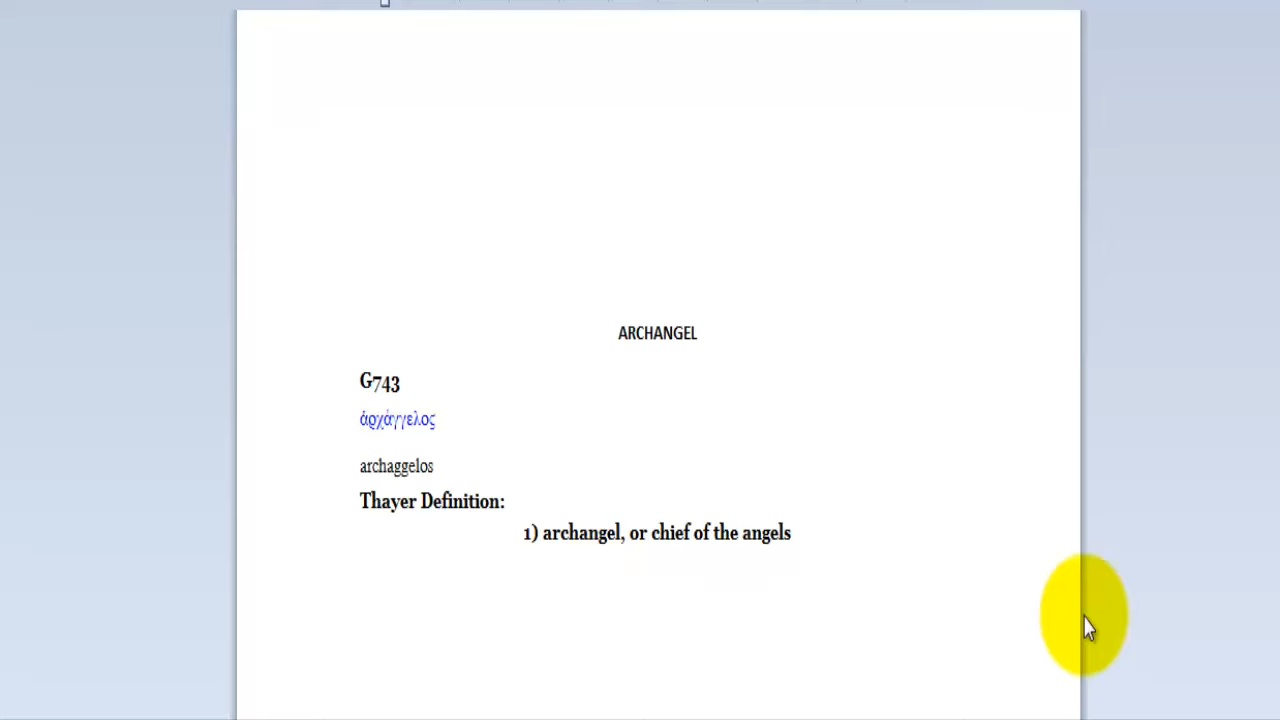 ARCHANGEL
G743
ἀρχάγγελος
archaggelos
Thayer Definition:
1) archangel, or chief of the angels